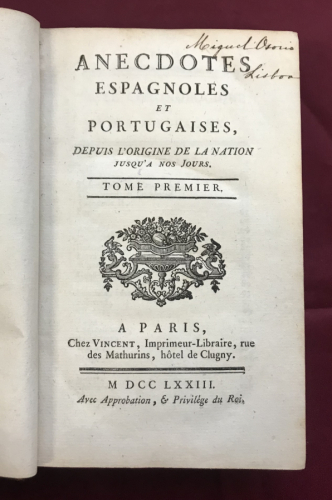 Miguel Osorio
Lisboa
ANECDOTES
ESPAGNOLES
ET
PORTUGAISES,
DEPUIS L'ORIGINE DE LA NATION
JUSQU'A NOS JOURS.
TOME PREMIER.
A PARIS,
Chez VINCENT, Imprimeur-Libraire, rue
des Mathurins, hôtel de Clugny.
M DCC LXXIII.
Avec Approbation, & Privilége du Roi.